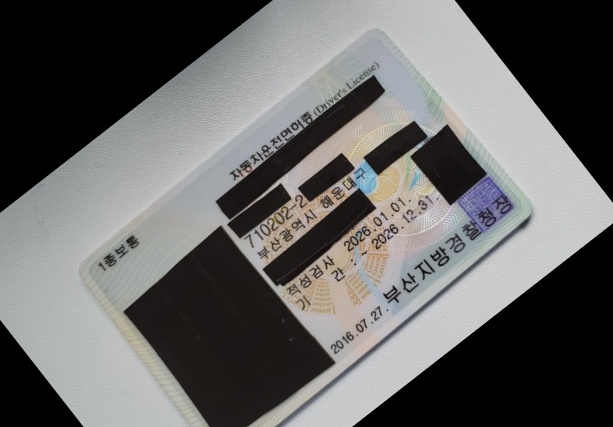 1종보통
자동차운전면허증 (Driver's License)
710202-2
부산광역시 해운대구
적성검사 2026.01.01.
기 간 : 2026.12.31.
2016.07.27. 부산지방경찰청장